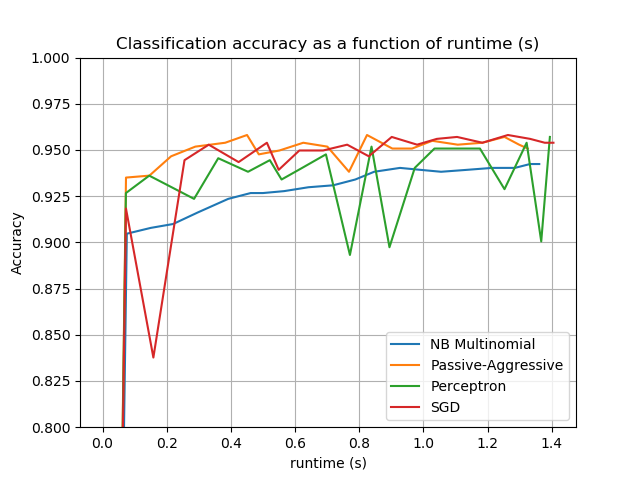 Classification accuracy as a function of runtime (s)
1.000
0.975
0.950
0.925
0.900
0.875
0.850
0.825
0.800
Accuracy
NB Multinomial
Passive-Aggressive
Perceptron
SGD
0.0 0.2 0.4 0.6 0.8 1.0 1.2 1.4
runtime (s)